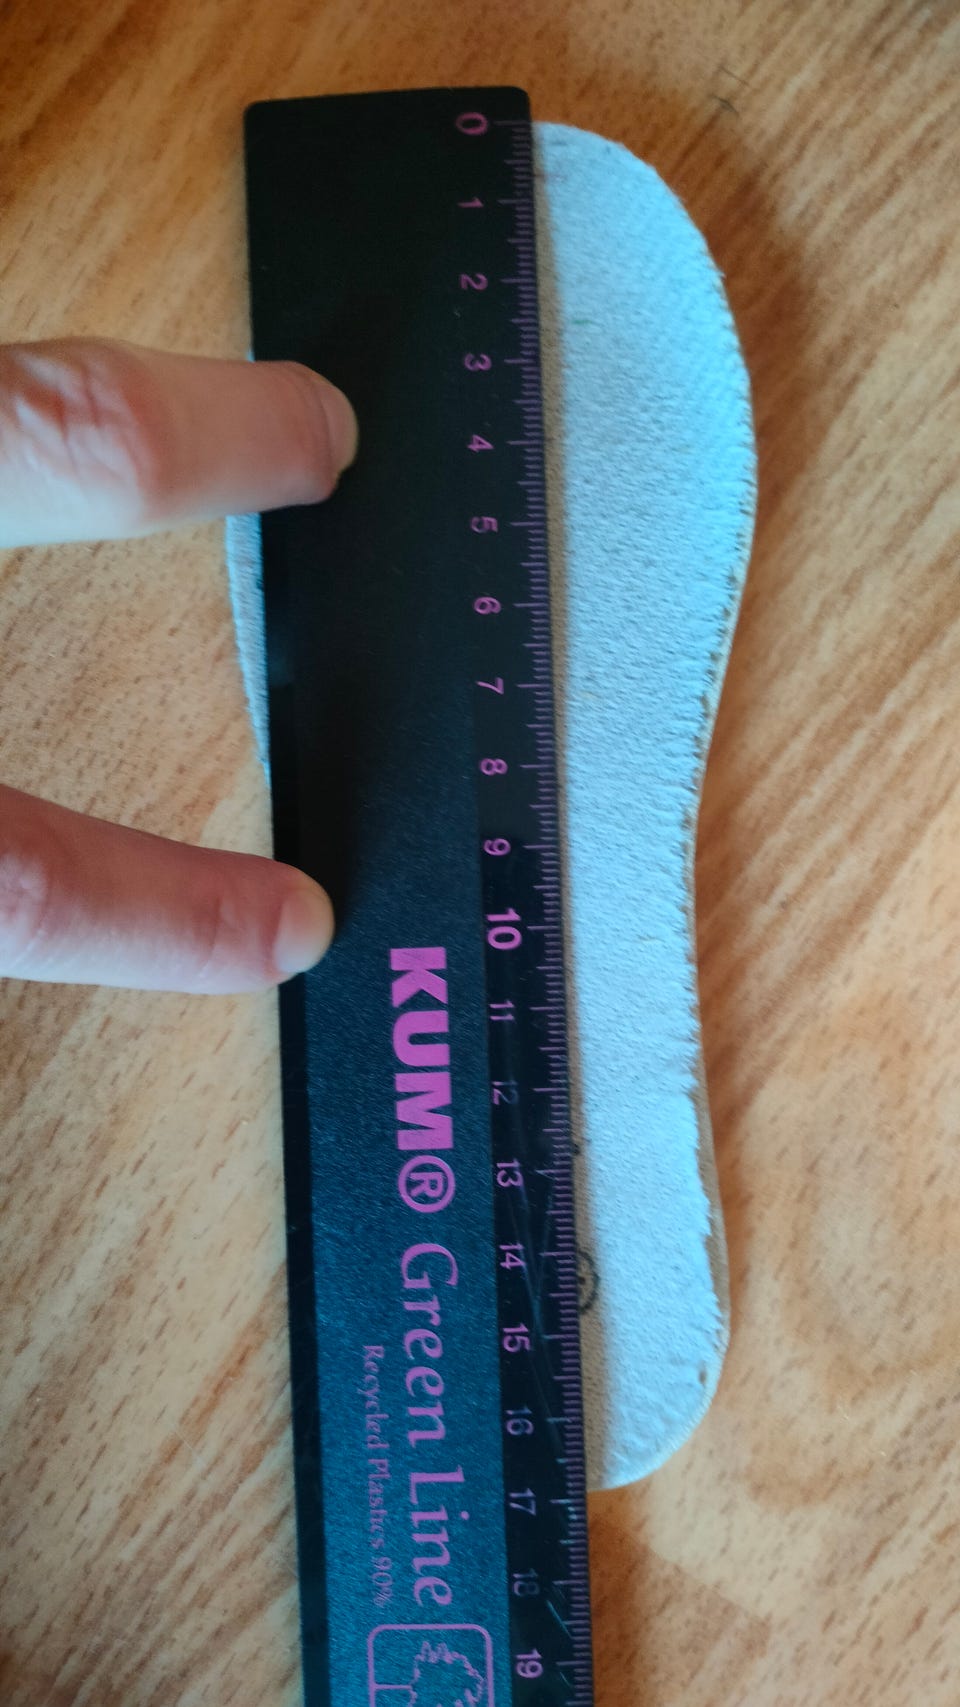 0 1 2 3 4 5 6 7 8 9 10 11 12 13 14 15 16 17 18 19
KUM® Green Line
Recycled Plastics 90%